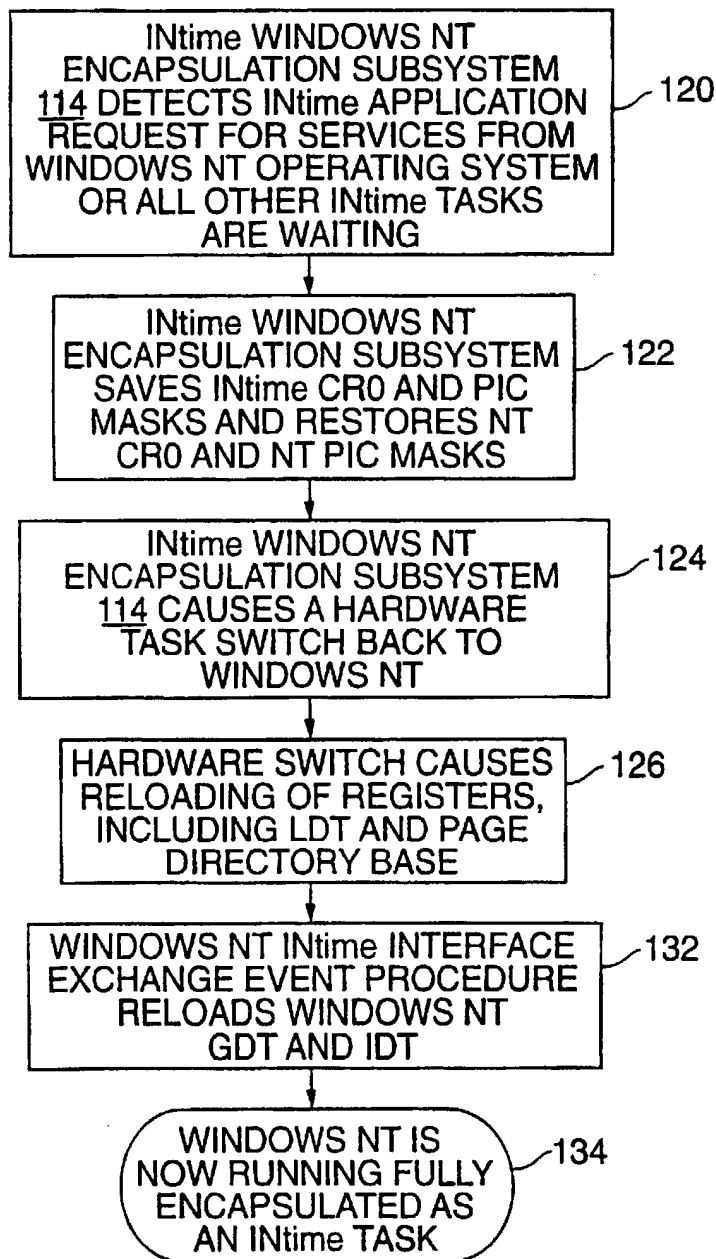 INtime WINDOWS NT
ENCAPSULATION SUBSYSTEM
114 DETECTS INtime APPLICATION
REQUEST FOR SERVICES FROM
WINDOWS NT OPERATING SYSTEM
OR ALL OTHER INtime TASKS
ARE WAITING
120
INtime WINDOWS NT
ENCAPSULATION SUBSYSTEM
SAVES INtime CR0 AND PIC
MASKS AND RESTORES NT
CR0 AND NT PIC MASKS
122
INtime WINDOWS NT
ENCAPSULATION SUBSYSTEM
114 CAUSES A HARDWARE
TASK SWITCH BACK TO
WINDOWS NT
124
HARDWARE SWITCH CAUSES
RELOADING OF REGISTERS,
INCLUDING LDT AND PAGE
DIRECTORY BASE
126
WINDOWS NT INtime INTERFACE
EXCHANGE EVENT PROCEDURE
RELOADS WINDOWS NT
GDT AND IDT
132
WINDOWS NT IS
NOW RUNNING FULLY
ENCAPSULATED AS
AN INtime TASK
134